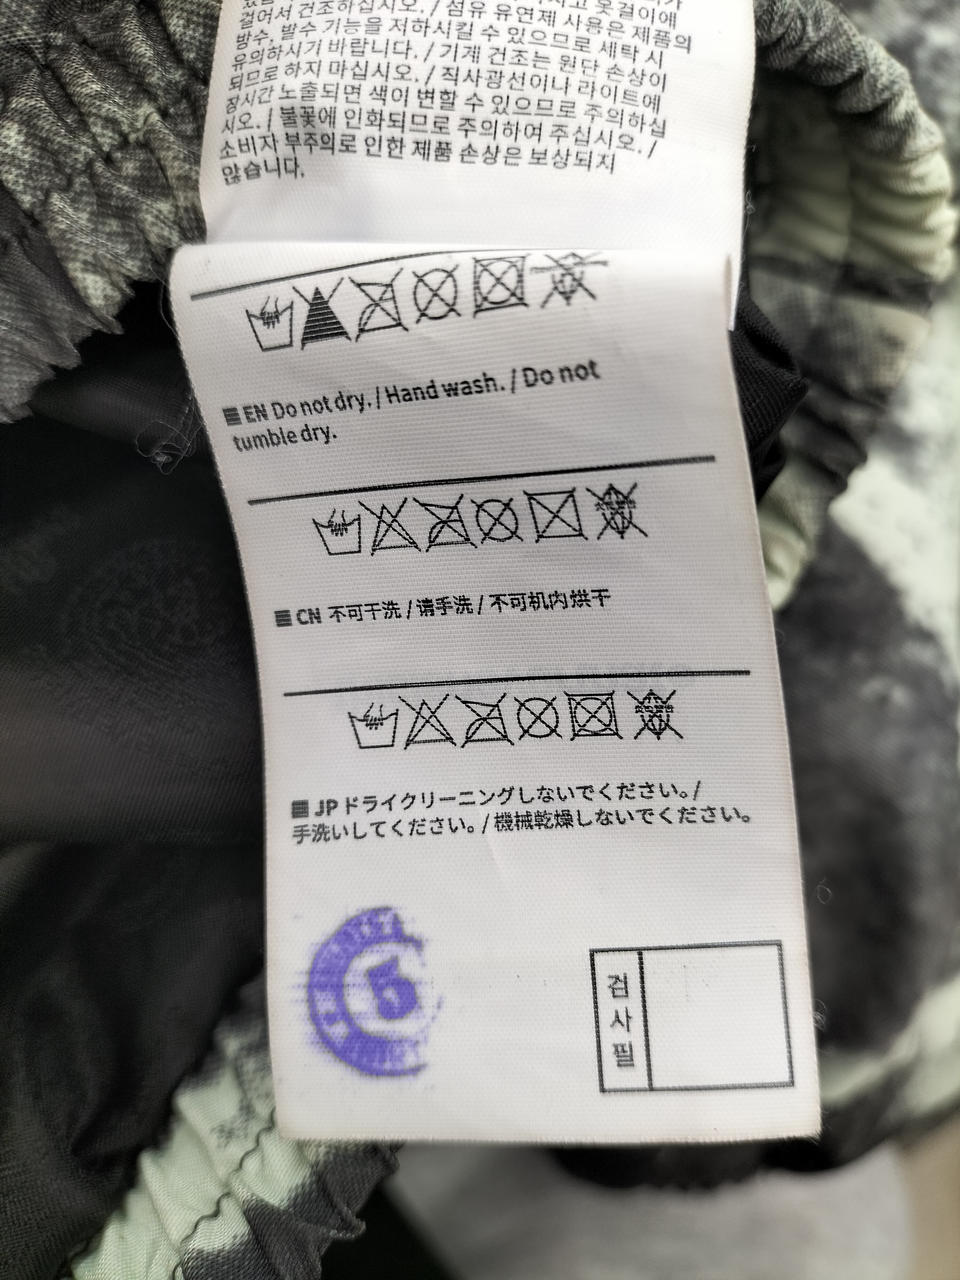 걸어서 건조하십시오. / 섬유 유연제 사용은 제품의
방수, 발수 기능을 저하시킬 수 있으므로 세탁 시
유의하시기 바랍니다. / 기계 건조는 원단 손상이
되므로 하지 마십시오. / 직사광선이나 라이트에
장시간 노출되면 색이 변할 수 있으므로 주의하십
시오. / 불꽃에 인화되므로 주의하여 주십시오. /
소비자 부주의로 인한 제품 손상은 보상되지
않습니다.
EN Do not dry. / Hand wash. / Do not
tumble dry.
CN 不可干洗 / 请手洗 / 不可机内烘干
JP ドライクリーニングしないでください。/
手洗いしてください。/ 機械乾燥しないでください。
5
검사필